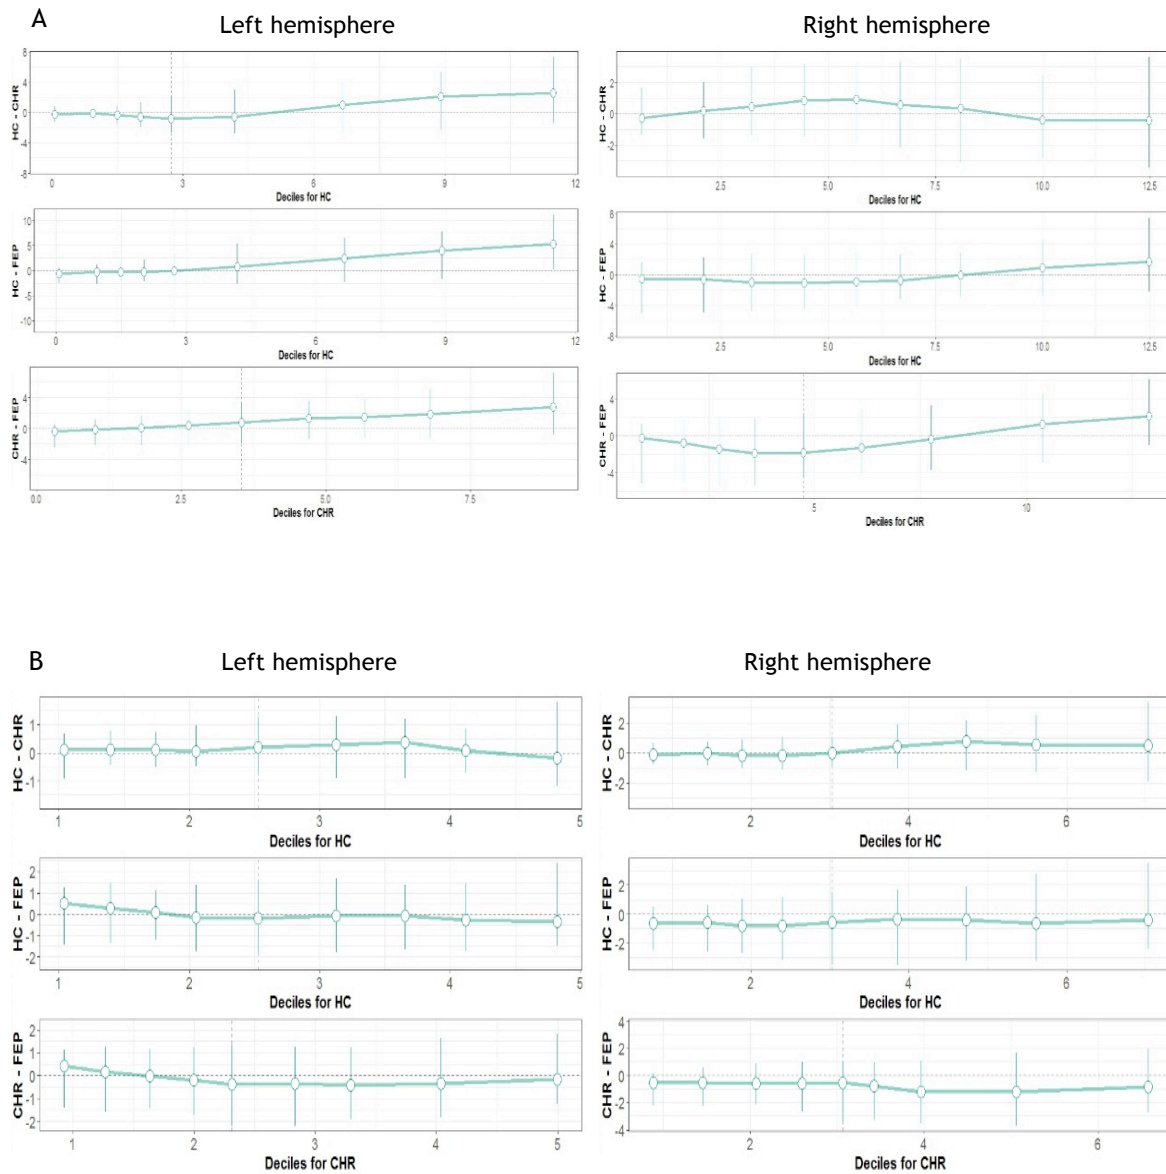 A
Left hemisphere
Right hemisphere
HC - CHR
8
4
0
-4
-8
0 3 6 9 12
Deciles for HC
HC - CHR
2
0
-2
2.5 5.0 7.5 10.0 12.5
Deciles for HC
HC - FEP
10
5
0
-5
-10
0 3 6 9 12
Deciles for HC
HC - FEP
8
4
0
-4
-8
2.5 5.0 7.5 10.0 12.5
Deciles for HC
CHR - FEP
4
0
-4
0.0 2.5 5.0 7.5
Deciles for CHR
CHR - FEP
4
0
-4
5 10
Deciles for CHR
B
Left hemisphere
Right hemisphere
HC - CHR
1
0
-1
1 2 3 4 5
Deciles for HC
HC - CHR
2
0
-2
2 4 6
Deciles for HC
HC - FEP
2
1
0
-1
-2
1 2 3 4 5
Deciles for HC
HC - FEP
2
0
-2
2 4 6
Deciles for HC
CHR - FEP
2
1
0
-1
-2
1 2 3 4 5
Deciles for CHR
CHR - FEP
4
2
0
-2
-4
2 4 6
Deciles for CHR